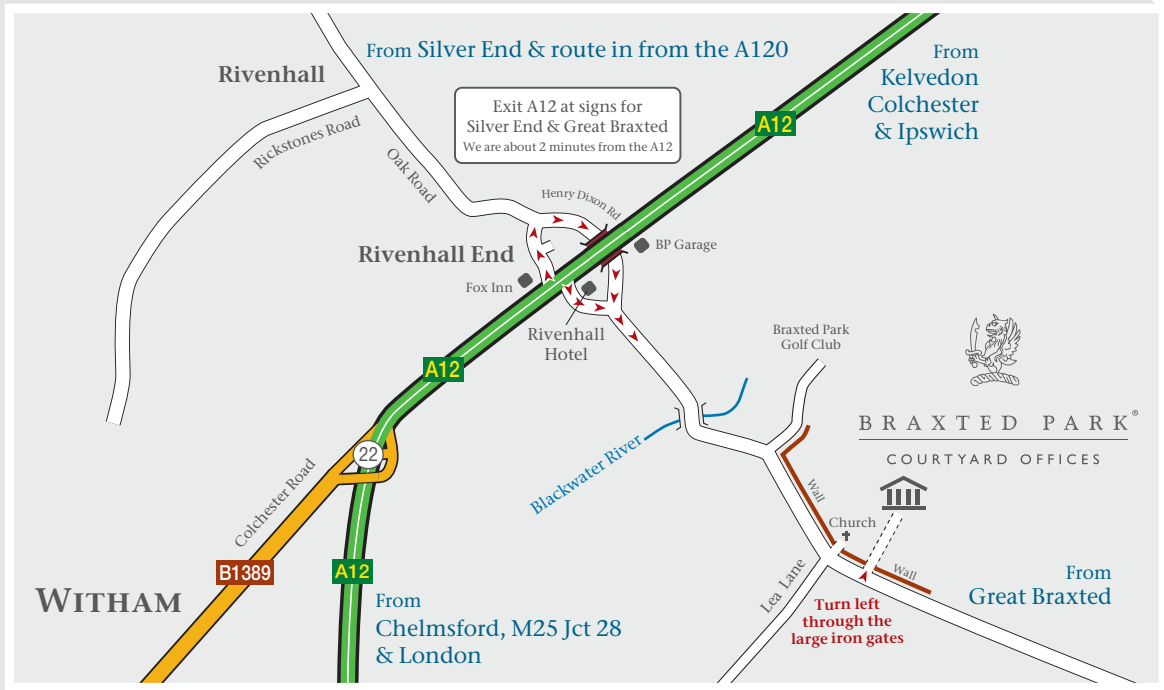 From Silver End & route in from the A120
From
Kelvedon
Colchester
& Ipswich
Rivenhall
Exit A12 at signs for
Silver End & Great Braxted
We are about 2 minutes from the A12
A12
Rickstones Road
Oak Road
Henry Dixon Rd
BP Garage
Rivenhall End
Fox Inn
Rivenhall
Hotel
Braxted Park
Golf Club
A12
BRAXTED PARK®
COURTYARD OFFICES
22
Colchester Road
Blackwater River
Wall
Church
Wall
B1389
A12
Lea Lane
From
Great Braxted
WITHAM
From
Chelmsford, M25 Jct 28
& London
Turn left
through the
large iron gates